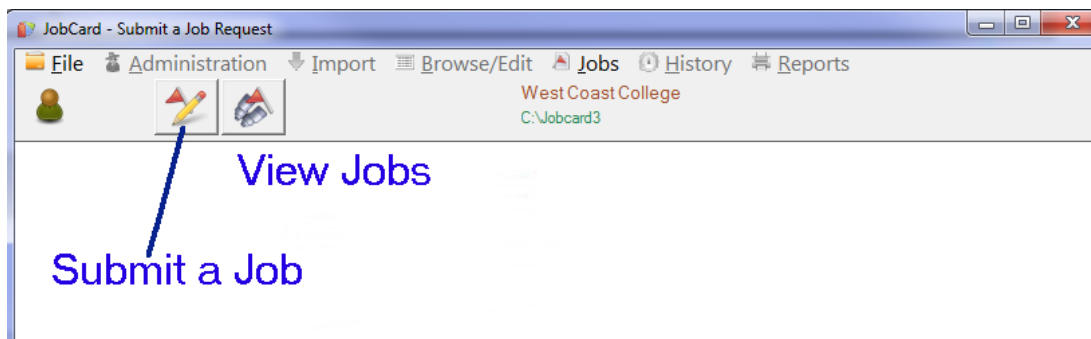 JobCard - Submit a Job Request
File Administration Import Browse/Edit Jobs History Reports
West Coast College
C:\Jobcard3
View Jobs
Submit a Job